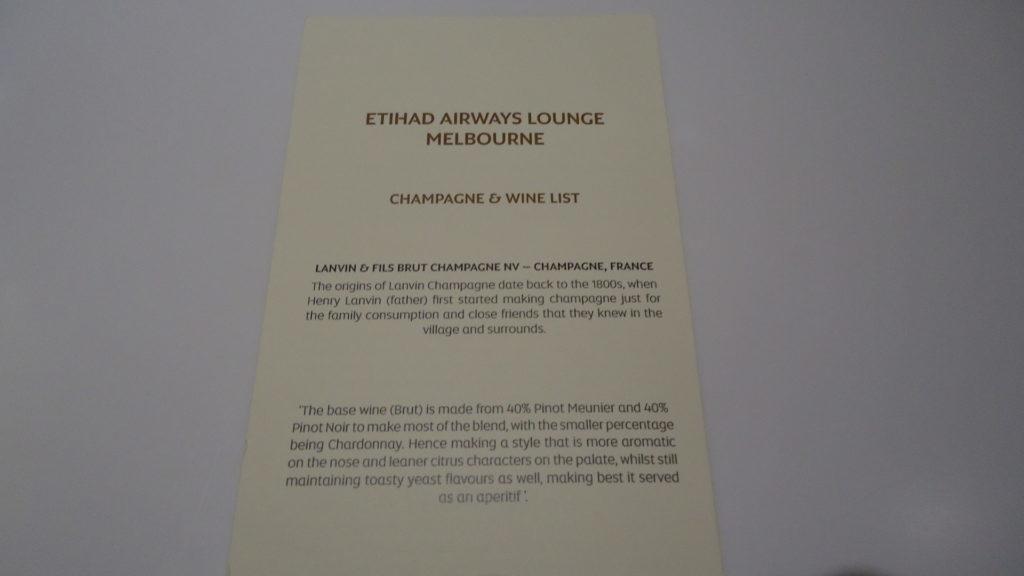 ETIHAD AIRWAYS LOUNGE
MELBOURNE
CHAMPAGNE & WINE LIST
LANVIN & FILS BRUT CHAMPAGNE NV – CHAMPAGNE, FRANCE
The origins of Lanvin Champagne date back to the 1800s, when
Henry Lanvin (father) first started making champagne just for
the family consumption and close friends that they knew in the
village and surrounds.
'The base wine (Brut) is made from 40% Pinot Meunier and 40%
Pinot Noir to make most of the blend, with the smaller percentage
being Chardonnay. Hence making a style that is more aromatic
on the nose and leaner citrus characters on the palate, whilst still
maintaining toasty yeast flavours as well, making best it served
as an aperitif '.